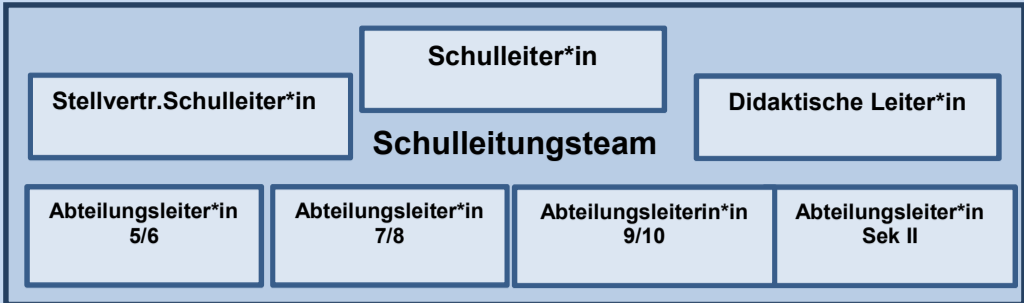 Schulleiter*in
Stellvertr.Schulleiter*in
Didaktische Leiter*in
Schulleitungsteam
Abteilungsleiter*in
5/6
Abteilungsleiter*in
7/8
Abteilungsleiterin*in
9/10
Abteilungsleiter*in
Sek II